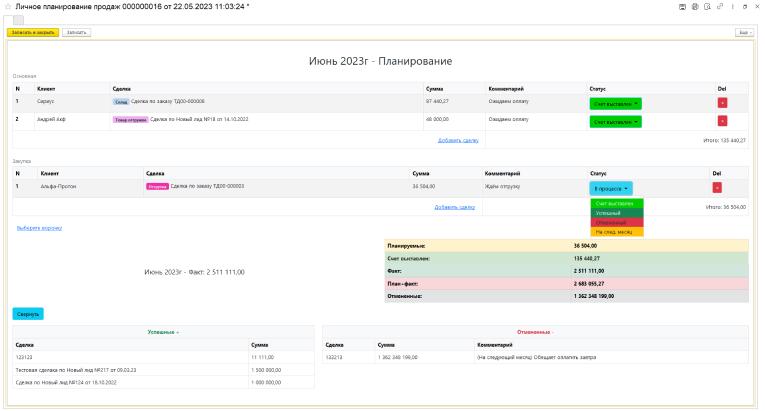 Личное планирование продаж 000000016 от 22.05.2023 11:03:24 *
Записать и закрыть Записать Еще
Июнь 2023г - Планирование
Основная
N Клиент Сделка Сумма Комментарий Статус Del
1 Сириус Склад Сделка по заказу ТД00-000008 87 440,27 Ожидаем оплату Счет выставлен
2 Андрей Акф Товар отгружен Сделка по Новый лид №18 от 14.10.2022 48 000,00 Ожидаем оплату Счет выставлен
Добавить сделку Итого: 135 440,27
Закупка
N Клиент Сделка Сумма Комментарий Статус Del
1 Альфа-Протон Отгрузка Сделка по заказу ТД00-000003 36 504,00 Ждём отгрузку В процессе
Добавить сделку Итого: 36 504,00
Счет выставлен
Успешный
Отмененный
На след. месяц
Выберите воронку
Планируемые: 36 504,00
Счет выставлен: 135 440,27
Июнь 2023г - Факт: 2 511 111,00
Факт: 2 511 111,00
План+факт: 2 683 055,27
Отмененные: 1 362 348 199,00
Свернуть
Успешные + Отмененные -
Сделка Сумма Сделка Сумма Комментарий
123123 11 111,00 132213 1 362 348 199,00 (На следующий месяц) Обещает оплатить завтра
Тестовая сделака по Новый лид №217 от 09.03.23 1 500 000,00
Сделка по Новый лид №124 от 18.10.2022 1 000 000,00